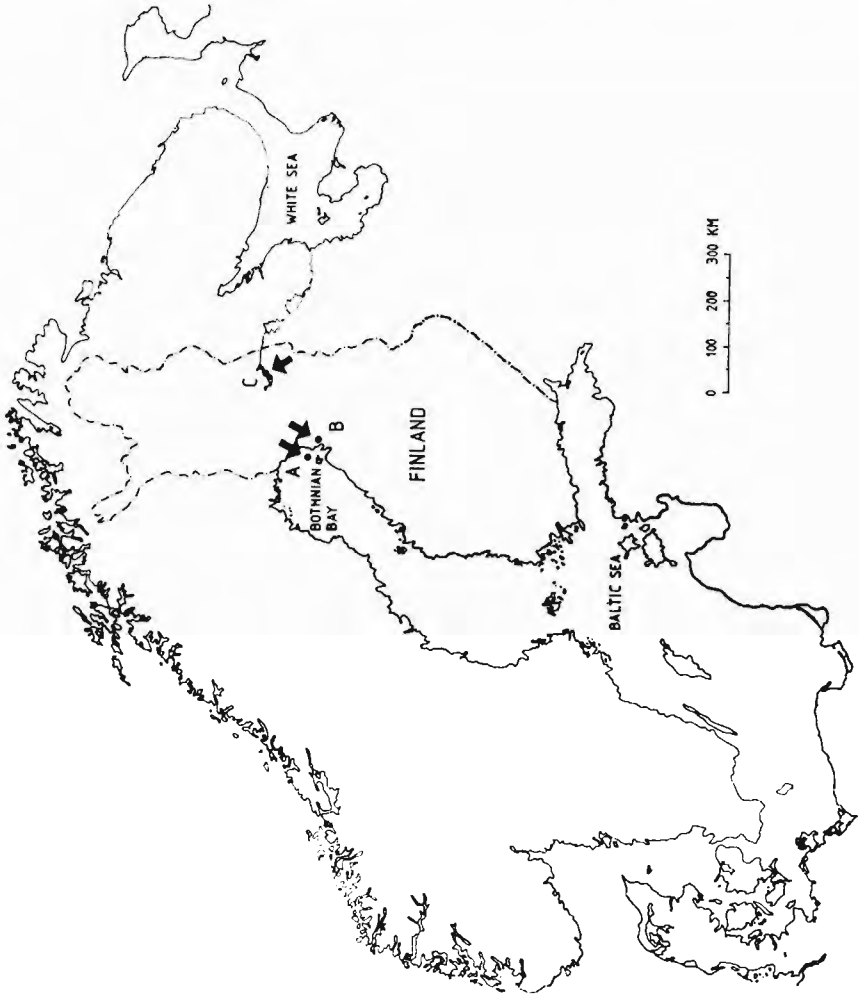 WHITE SEA
C
A
B
BOTHNIAN
BAY
FINLAND
BALTIC SEA
0 100 200 300 KM